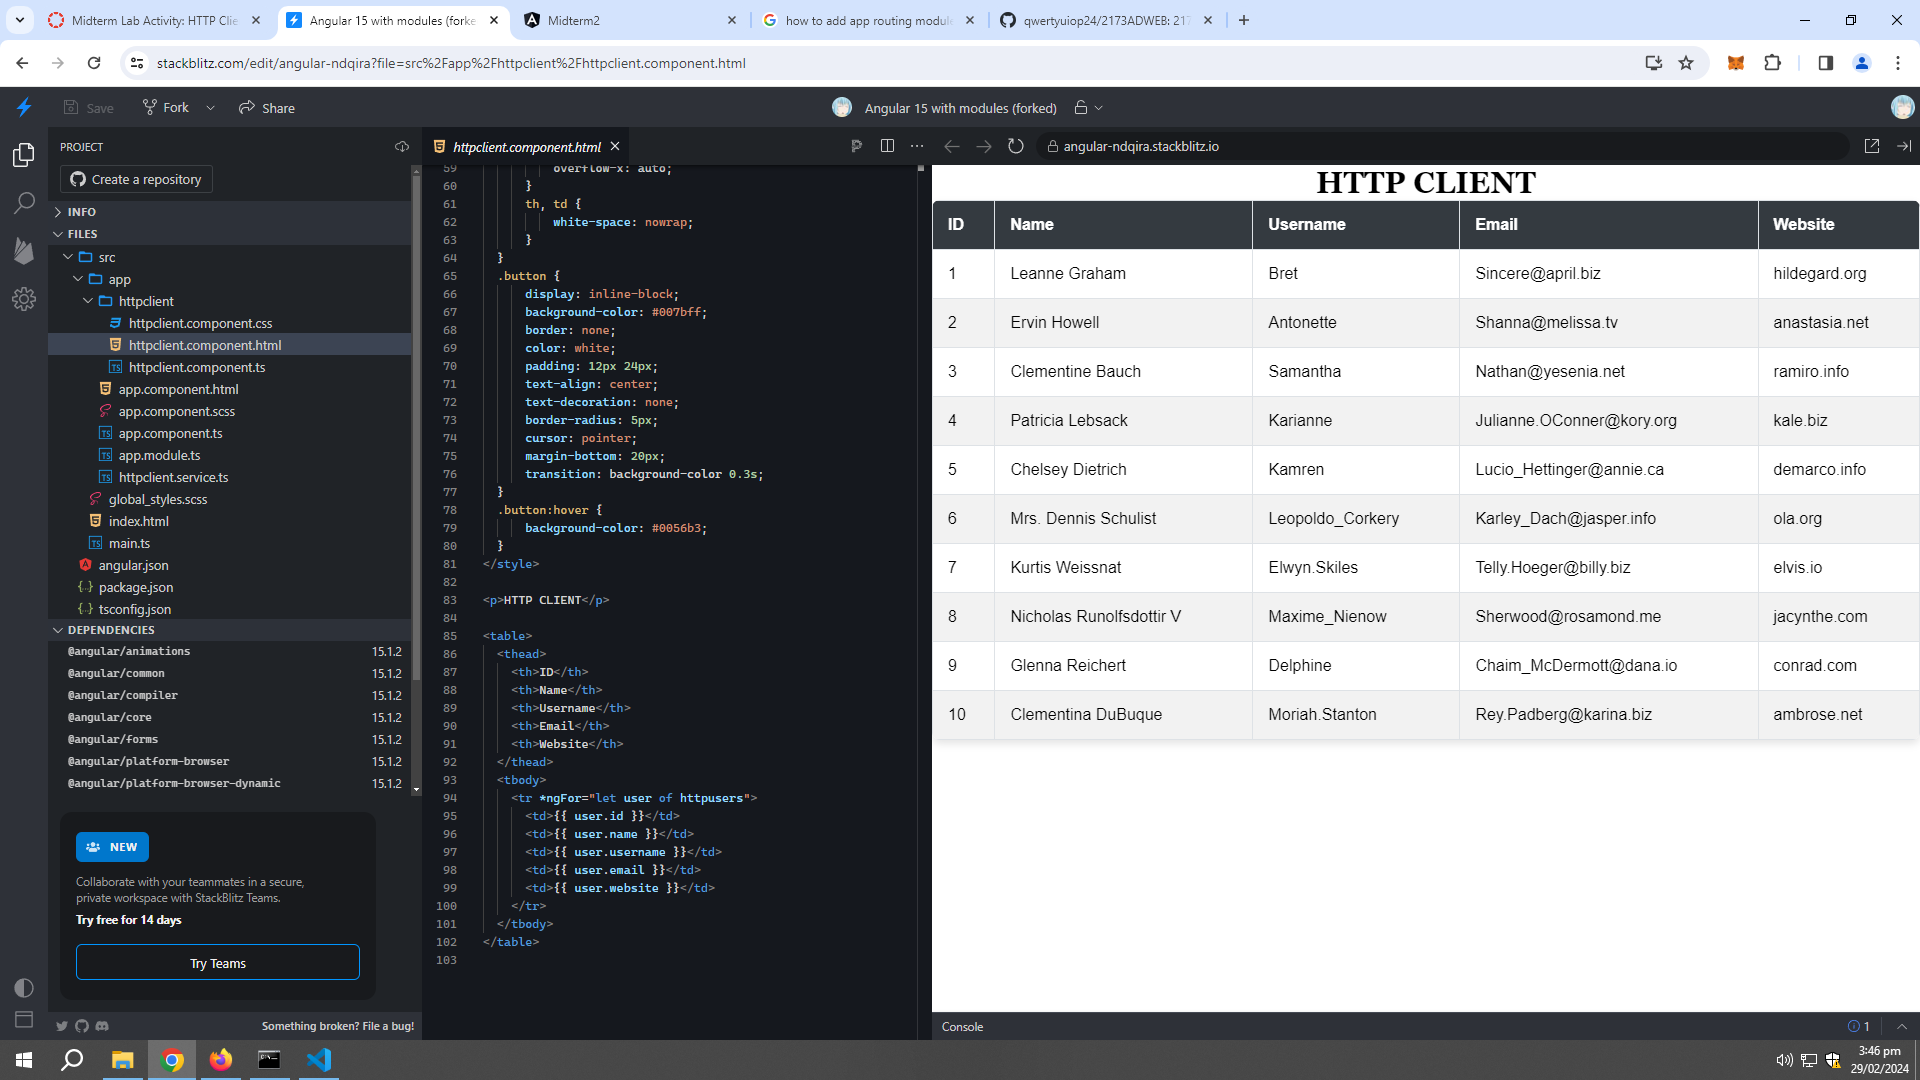 Midterm Lab Activity: HTTP Clie
Angular 15 with modules (forke
Midterm2
how to add app routing module
qwertyuiop24/2173ADWEB: 217
stackblitz.com/edit/angular-ndqira?file=src%2Fapp%2Fhttpclient%2Fhttpclient.component.html
Save
Fork
Share
Angular 15 with modules (forked)
PROJECT
Create a repository
INFO
FILES
src
app
httpclient
httpclient.component.css
httpclient.component.html
httpclient.component.ts
app.component.html
app.component.scss
app.component.ts
app.module.ts
httpclient.service.ts
global_styles.scss
index.html
main.ts
angular.json
package.json
tsconfig.json
DEPENDENCIES
@angular/animations 15.1.2
@angular/common 15.1.2
@angular/compiler 15.1.2
@angular/core 15.1.2
@angular/forms 15.1.2
@angular/platform-browser 15.1.2
@angular/platform-browser-dynamic 15.1.2
NEW
Collaborate with your teammates in a secure,
private workspace with StackBlitz Teams.
Try free for 14 days
Try Teams
Something broken? File a bug!
httpclient.component.html
59 overflow-x: auto;
60 }
61 th, td {
62 white-space: nowrap;
63 }
64 }
65 .button {
66 display: inline-block;
67 background-color: #007bff;
68 border: none;
69 color: white;
70 padding: 12px 24px;
71 text-align: center;
72 text-decoration: none;
73 border-radius: 5px;
74 cursor: pointer;
75 margin-bottom: 20px;
76 transition: background-color 0.3s;
77 }
78 .button:hover {
79 background-color: #0056b3;
80 }
81 </style>
82
83 <p>HTTP CLIENT</p>
84
85 <table>
86 <thead>
87 <th>ID</th>
88 <th>Name</th>
89 <th>Username</th>
90 <th>Email</th>
91 <th>Website</th>
92 </thead>
93 <tbody>
94 <tr *ngFor="let user of httpusers">
95 <td>{{ user.id }}</td>
96 <td>{{ user.name }}</td>
97 <td>{{ user.username }}</td>
98 <td>{{ user.email }}</td>
99 <td>{{ user.website }}</td>
100 </tr>
101 </tbody>
102 </table>
103
angular-ndqira.stackblitz.io
HTTP CLIENT
ID Name Username Email Website
1 Leanne Graham Bret Sincere@april.biz hildegard.org
2 Ervin Howell Antonette Shanna@melissa.tv anastasia.net
3 Clementine Bauch Samantha Nathan@yesenia.net ramiro.info
4 Patricia Lebsack Karianne Julianne.OConner@kory.org kale.biz
5 Chelsey Dietrich Kamren Lucio_Hettinger@annie.ca demarco.info
6 Mrs. Dennis Schulist Leopoldo_Corkery Karley_Dach@jasper.info ola.org
7 Kurtis Weissnat Elwyn.Skiles Telly.Hoeger@billy.biz elvis.io
8 Nicholas Runolfsdottir V Maxime_Nienow Sherwood@rosamond.me jacynthe.com
9 Glenna Reichert Delphine Chaim_McDermott@dana.io conrad.com
10 Clementina DuBuque Moriah.Stanton Rey.Padberg@karina.biz ambrose.net
Console
1
3:46 pm
29/02/2024